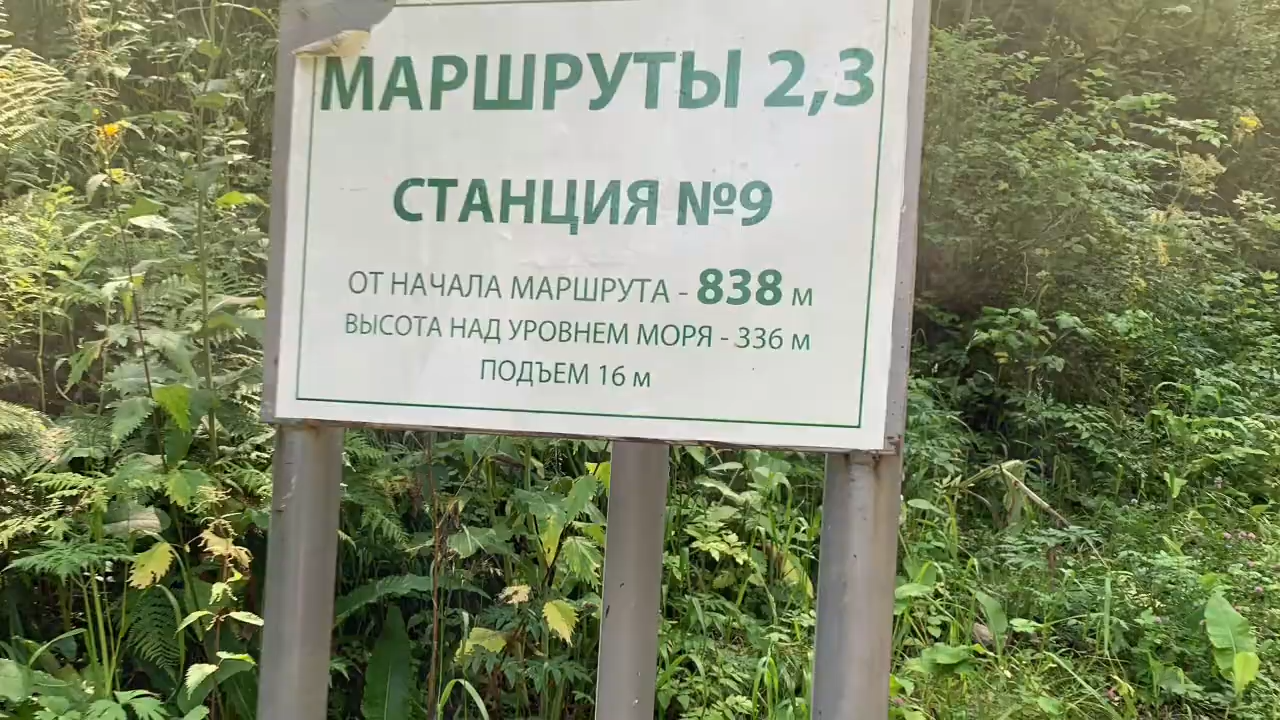 МАРШРУТЫ 2,3
СТАНЦИЯ №9
ОТ НАЧАЛА МАРШРУТА - 838 м
ВЫСОТА НАД УРОВНЕМ МОРЯ - 336 м
ПОДЪЕМ 16 м